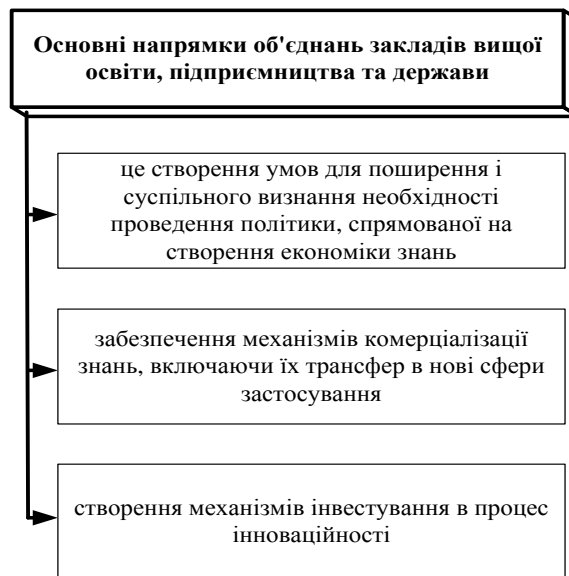 Основні напрямки об'єднань закладів вищої
освіти, підприємництва та держави
це створення умов для поширення і
суспільного визнання необхідності
проведення політики, спрямованої на
створення економіки знань
забезпечення механізмів комерціалізації
знань, включаючи їх трансфер в нові сфери
застосування
створення механізмів інвестування в процес
інноваційності